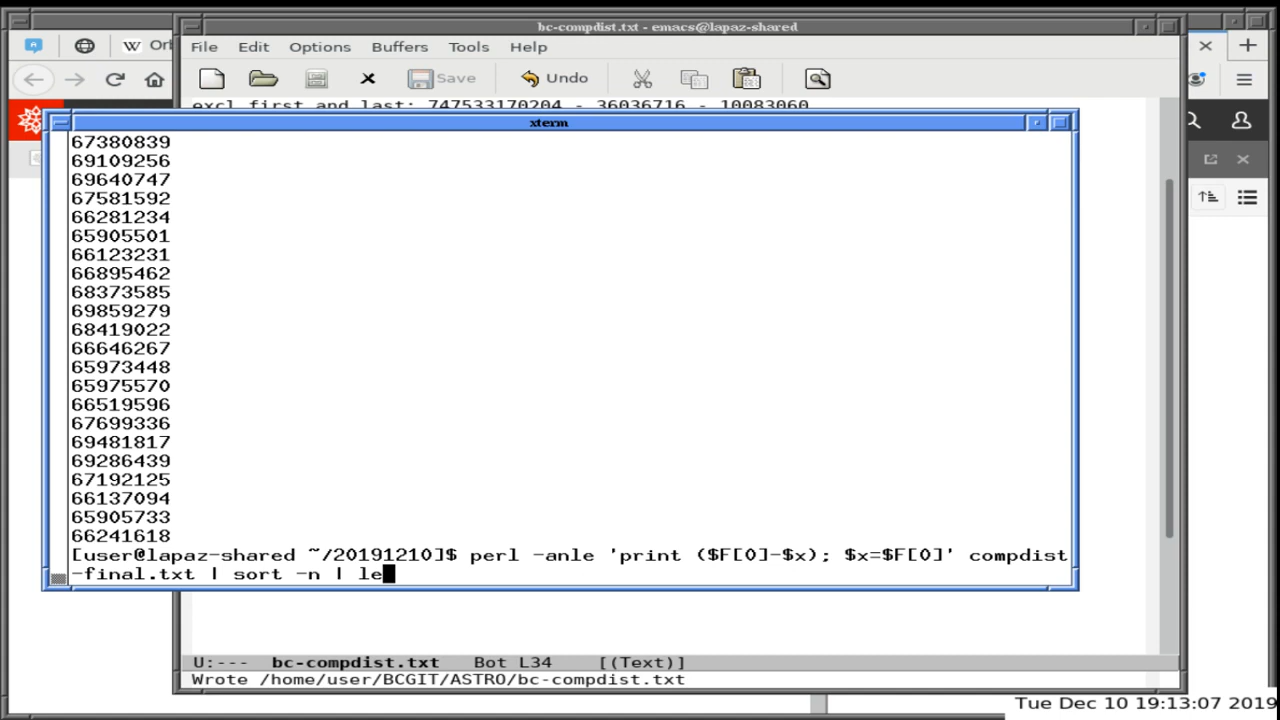 bc-compdist.txt - emacs@lapaz-shared
W Or
File Edit Options Buffers Tools Help
Save Undo
excl first and last: 747533170204 - 36036716 - 10083060
xterm
67380839
69109256
69640747
67581592
66281234
65905501
66123231
66895462
68373585
69859279
68419022
66646267
65973448
65975570
66519596
67699336
69481817
69286439
67192125
66137094
65905733
66241618
[user@lapaz-shared ~/20191210]$ perl -anle 'print ($F[0]-$x); $x=$F[0]' compdist
-final.txt | sort -n | le
U:--- bc-compdist.txt Bot L34 [(Text)]
Wrote /home/user/BCGIT/ASTRO/bc-compdist.txt
Tue Dec 10 19:13:07 2019